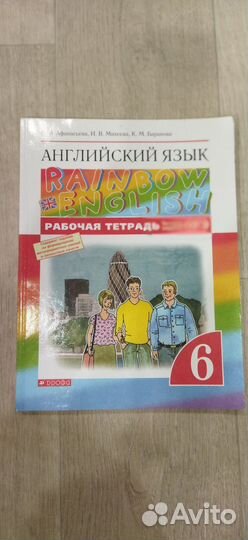 Афанасьева, И. В. Михеева, К. М. Баранова
АНГЛИЙСКИЙ ЯЗЫК
RAINBOW
ENGLISH
РАБОЧАЯ ТЕТРАДЬ
ДРОФА
6
Avito